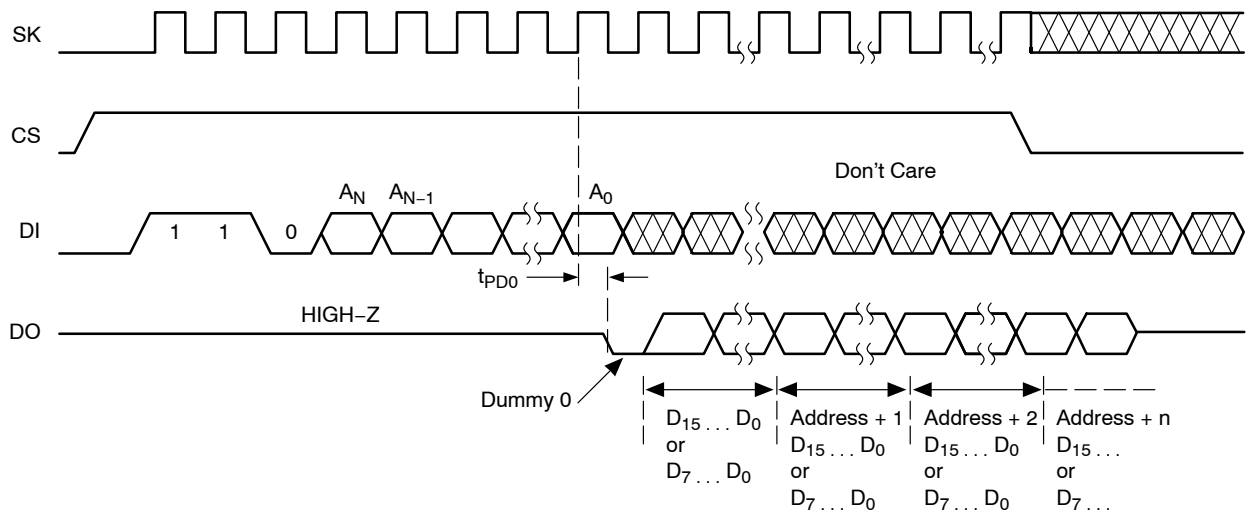 SK
CS
Don't Care
A_N A_N−1 A_0
DI 1 1 0
t_PD0
HIGH−Z
DO
Dummy 0
D_15 . . . D_0
or
D_7 . . . D_0
Address + 1
D_15 . . . D_0
or
D_7 . . . D_0
Address + 2
D_15 . . . D_0
or
D_7 . . . D_0
Address + n
D_15 . . .
or
D_7 . . .